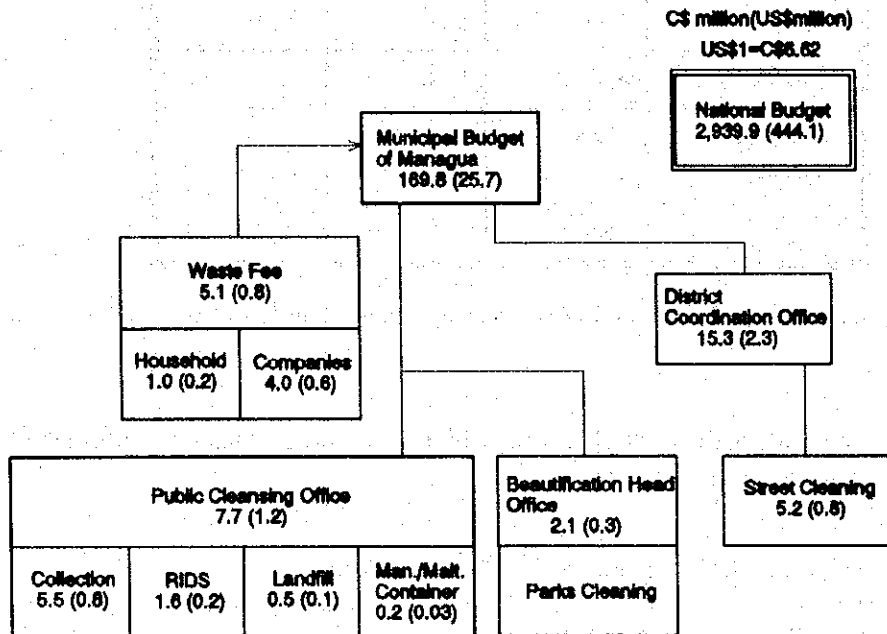 C$ million(US$million)
US$1=C$6.62
National Budget
2,939.9 (444.1)
Municipal Budget
of Managua
169.8 (25.7)
Waste Fee
5.1 (0.8)
Household
1.0 (0.2)
Companies
4.0 (0.6)
District
Coordination Office
15.3 (2.3)
Public Cleansing Office
7.7 (1.2)
Collection
5.5 (0.8)
RIDS
1.6 (0.2)
Landfill
0.5 (0.1)
Man./Mait.
Container
0.2 (0.03)
Beautification Head
Office
2.1 (0.3)
Parks Cleaning
Street Cleaning
5.2 (0.8)